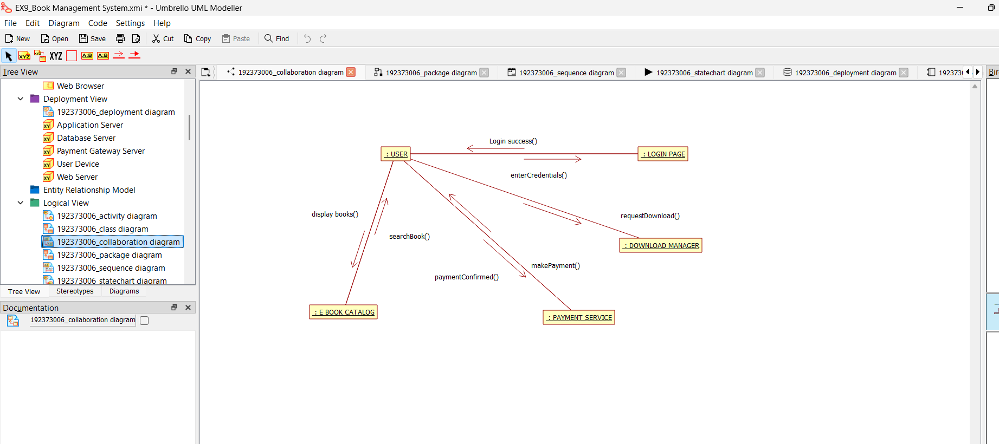 EX9_Book Management System.xmi * - Umbrello UML Modeller
File Edit Diagram Code Settings Help
New Open Save Cut Copy Paste Find
XYZ XYZ XYZ A:B A:B
Tree View
192373006_collaboration diagram
192373006_package diagram
192373006_sequence diagram
192373006_statechart diagram
192373006_deployment diagram
Web Browser
Deployment View
192373006_deployment diagram
Application Server
Database Server
Payment Gateway Server
User Device
Web Server
Entity Relationship Model
Logical View
192373006_activity diagram
192373006_class diagram
192373006_collaboration diagram
192373006_package diagram
192373006_sequence diagram
192373006_statechart diagram
Tree View Stereotypes Diagrams
Documentation
192373006_collaboration diagram
Login success()
: USER
: LOGIN PAGE
enterCredentials()
display books()
requestDownload()
searchBook()
: DOWNLOAD MANAGER
makePayment()
paymentConfirmed()
: E BOOK CATALOG
: PAYMENT SERVICE